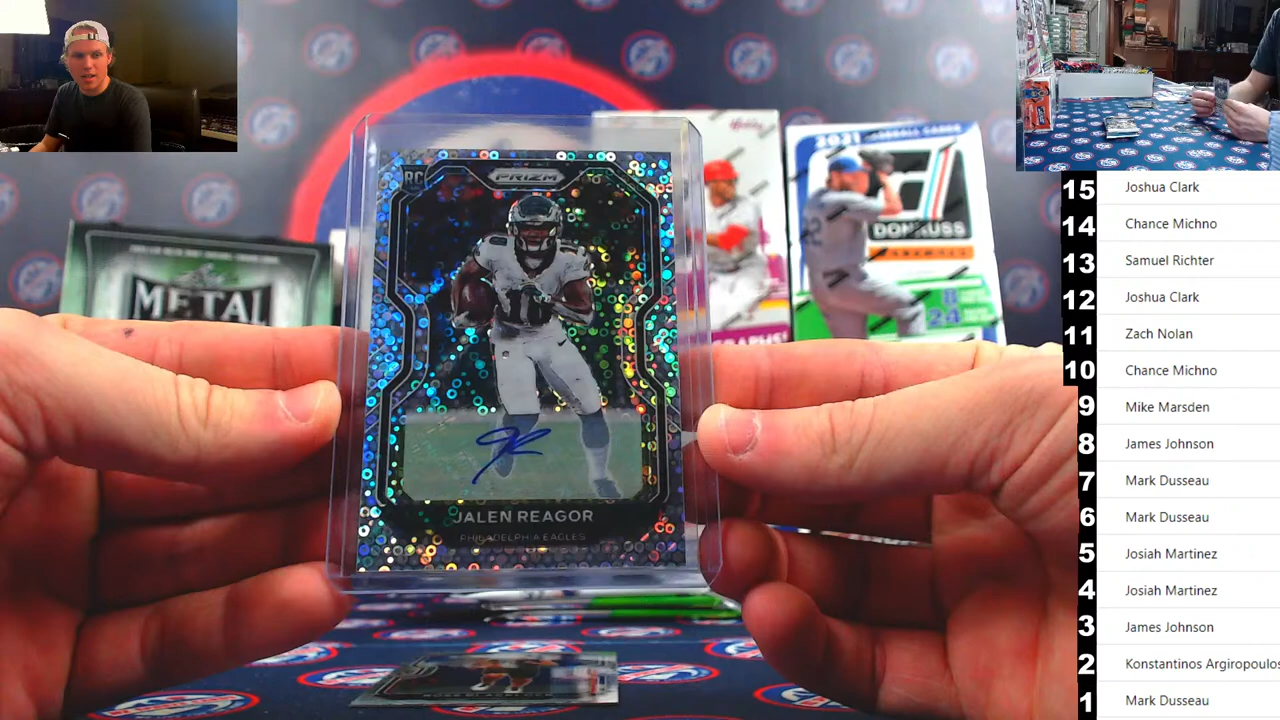 RC
PRIZM
10
JALEN REAGOR
PHILADELPHIA EAGLES
METAL
2021
DONRUSS
24
15 Joshua Clark
14 Chance Michno
13 Samuel Richter
12 Joshua Clark
11 Zach Nolan
10 Chance Michno
9 Mike Marsden
8 James Johnson
7 Mark Dusseau
6 Mark Dusseau
5 Josiah Martinez
4 Josiah Martinez
3 James Johnson
2 Konstantinos Argiropoulos
1 Mark Dusseau